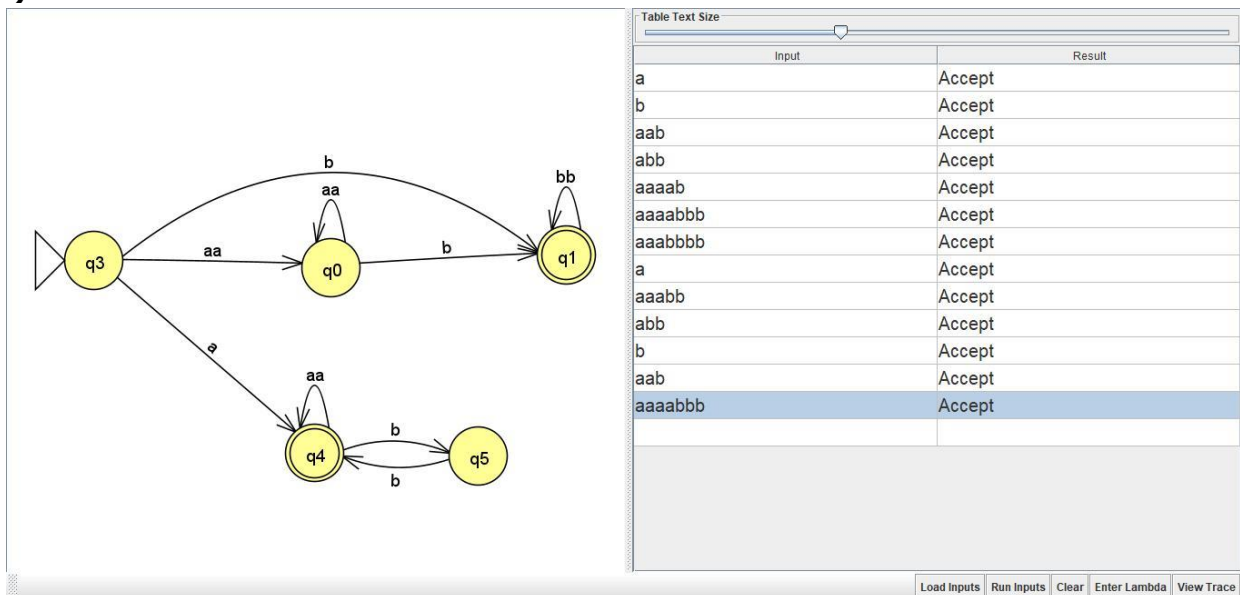 b
aa
bb
q3
aa
q0
b
q1
a
aa
q4
b
b
q5
Table Text Size
Input Result
a Accept
b Accept
aab Accept
abb Accept
aaaab Accept
aaaabbb Accept
aaabbbb Accept
a Accept
aaabb Accept
abb Accept
b Accept
aab Accept
aaaabbb Accept
Load Inputs Run Inputs Clear Enter Lambda View Trace